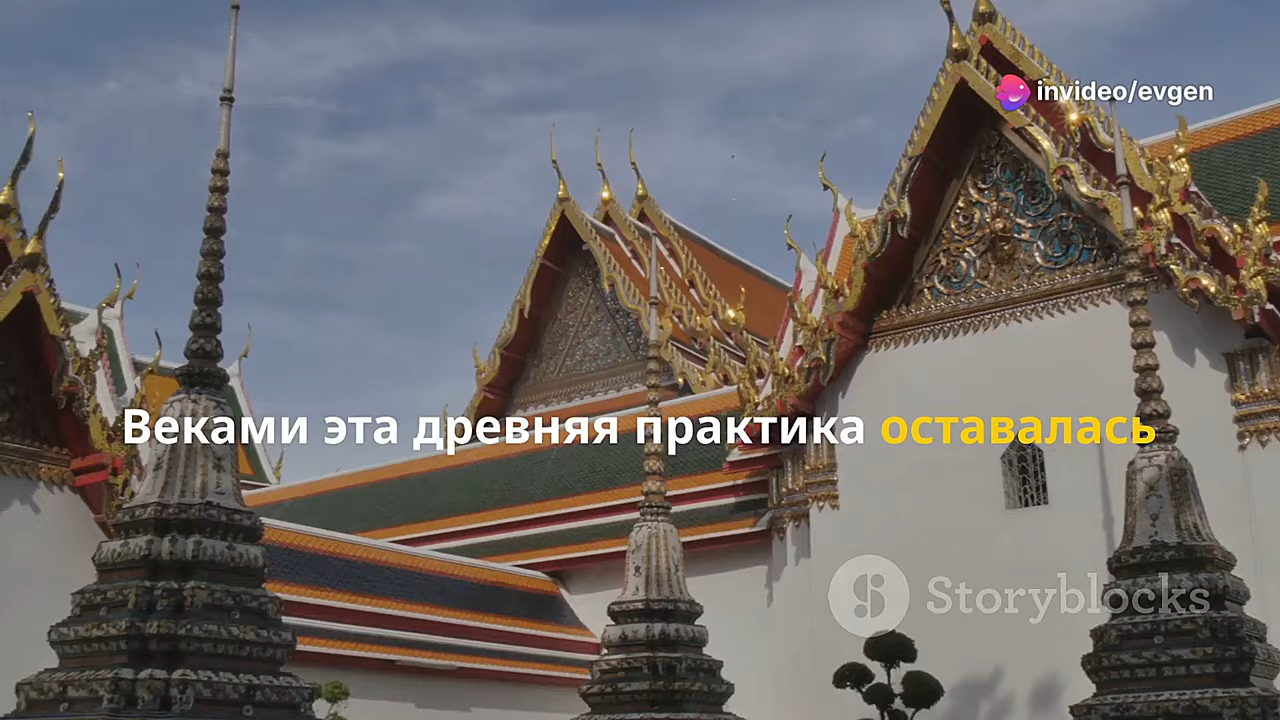 invideo/evgen
Веками эта древняя практика оставалась
Storyblocks